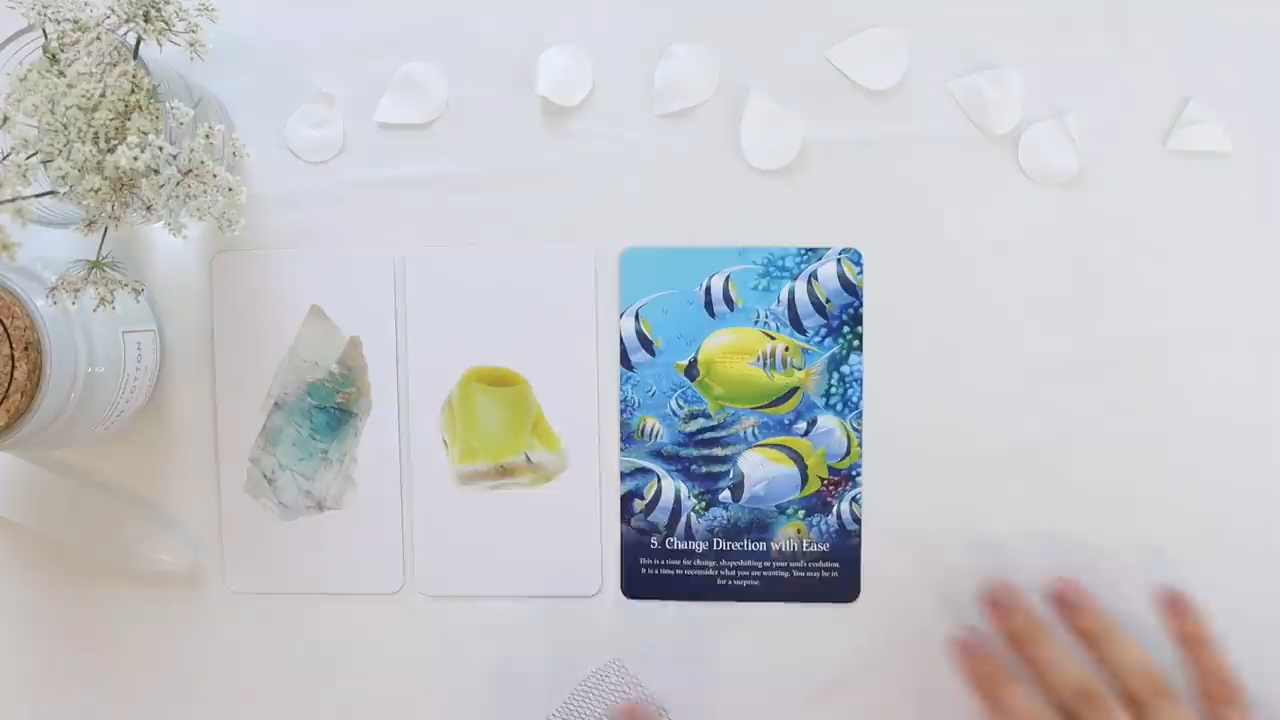 COTTON
5. Change Direction with Ease
This is a time for change, shapeshifting or your soul's evolution.
It is a time to reconsider what you are wanting. You may be in
for a surprise.